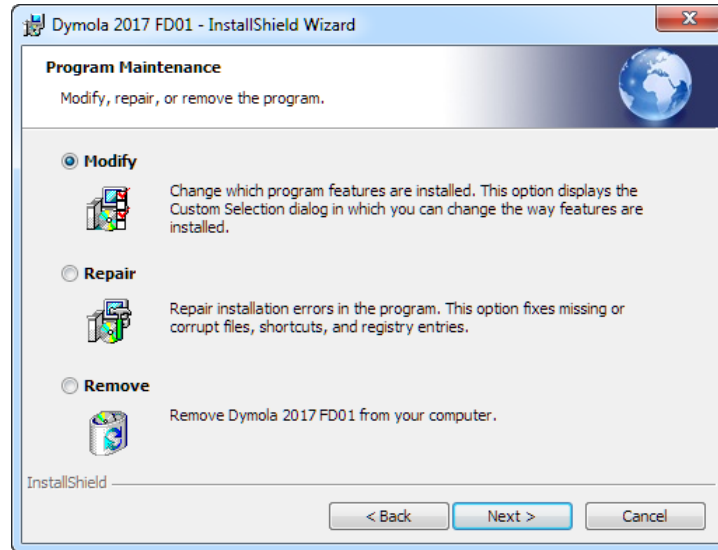 Dymola 2017 FD01 - InstallShield Wizard
Program Maintenance
Modify, repair, or remove the program.
Modify
Change which program features are installed. This option displays the
Custom Selection dialog in which you can change the way features are
installed.
Repair
Repair installation errors in the program. This option fixes missing or
corrupt files, shortcuts, and registry entries.
Remove
Remove Dymola 2017 FD01 from your computer.
InstallShield
< Back Next > Cancel